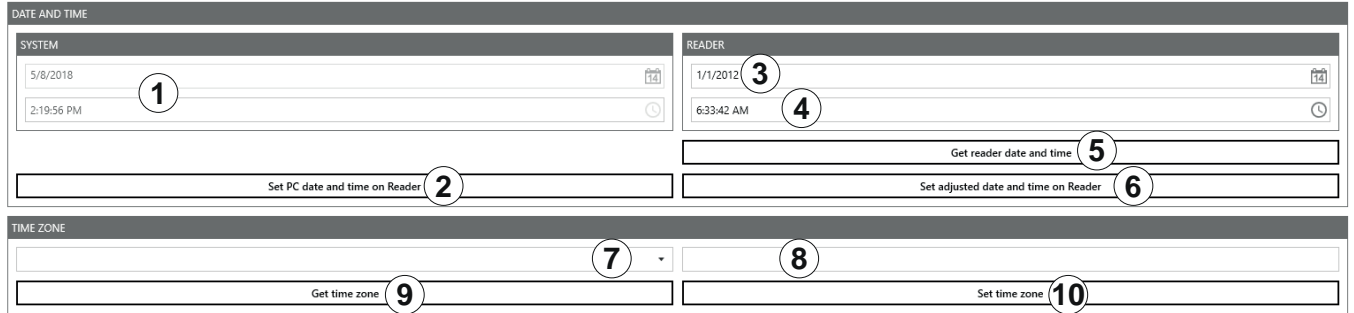 DATE AND TIME
SYSTEM
5/8/2018
14
1
2:19:56 PM
Set PC date and time on Reader 2
READER
1/1/2012 3
14
6:33:42 AM 4
Get reader date and time 5
Set adjusted date and time on Reader 6
TIME ZONE
7
8
Get time zone 9
Set time zone 10